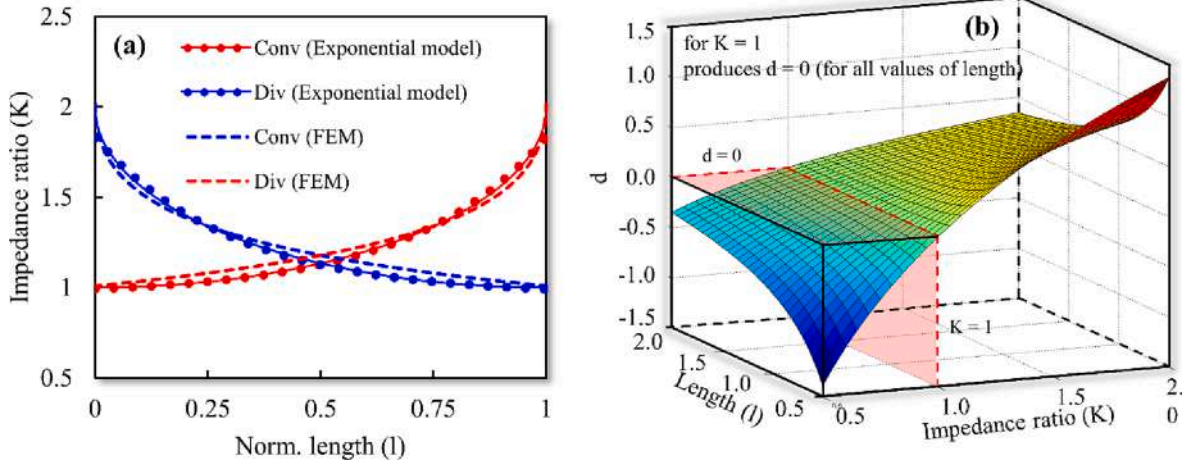 2.5
(a)
Conv (Exponential model)
2
Div (Exponential model)
Conv (FEM)
1.5
Div (FEM)
1
0.5
0 0.25 0.5 0.75 1
Impedance ratio (K)
Norm. length (l)
(b)
for K = 1
produces d = 0 (for all values of length)
1.5
1.0
0.5
0.0
-0.5
-1.0
-1.5
d
d = 0
K = 1
2.0
1.5
1.0
0.5
Length (l)
0.5 1.0 1.5 2.
0
Impedance ratio (K)